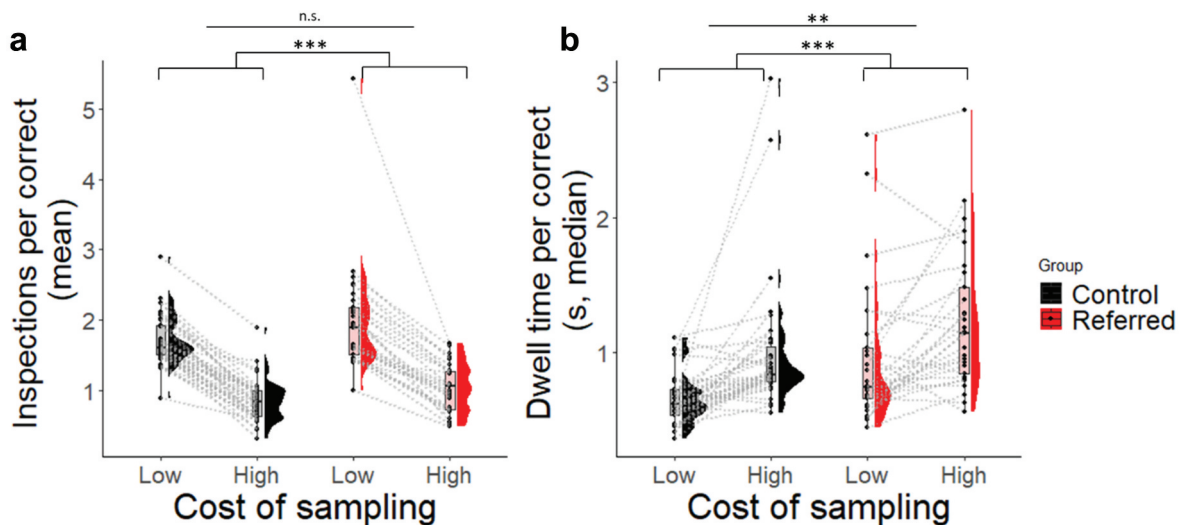 a
n.s.
***
Inspections per correct
(mean)
5
4
3
2
1
Low
High
Low
High
Cost of sampling
b
**
***
Dwell time per correct
(s, median)
3
2
1
Low
High
Low
High
Cost of sampling
Group
Control
Referred